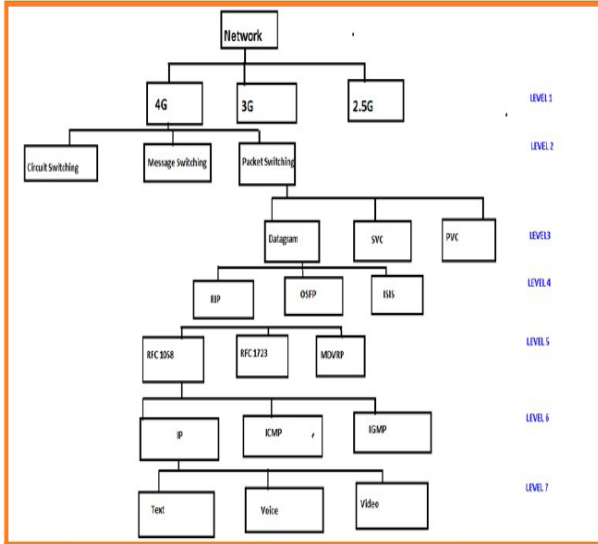 Network
4G
3G
2.5G
LEVEL 1
LEVEL 2
Circuit Switching
Message Switching
Packet Switching
Datagram
SVC
PVC
LEVEL3
LEVEL 4
RIP
OSFP
ISIS
LEVEL 5
RFC 1058
RFC 1723
MDVRP
LEVEL 6
IP
ICMP
IGMP
LEVEL 7
Text
Voice
Video